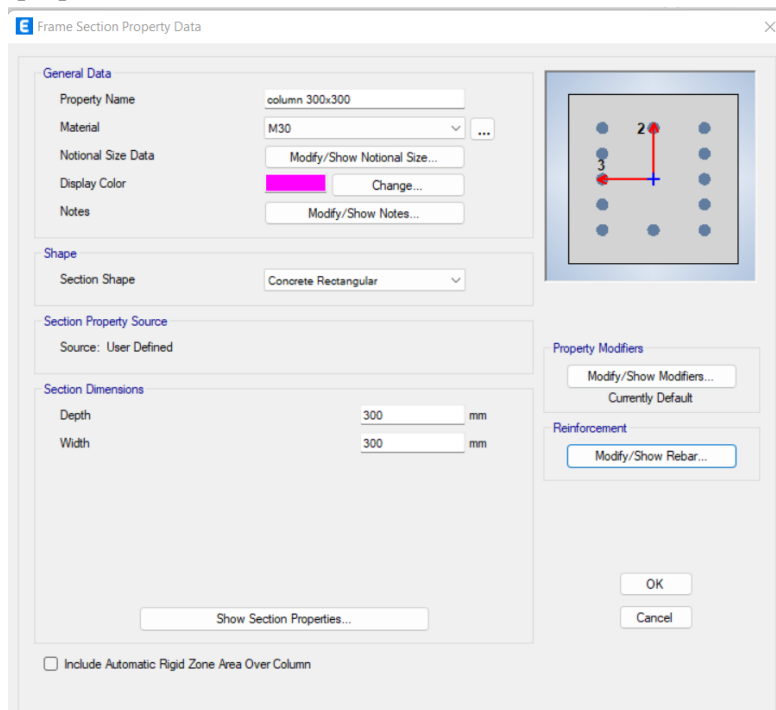 E Frame Section Property Data
General Data
Property Name column 300x300
Material M30 ...
Notional Size Data Modify/Show Notional Size...
Display Color Change...
Notes Modify/Show Notes...
2
3
Shape
Section Shape Concrete Rectangular
Section Property Source
Source: User Defined
Property Modifiers
Modify/Show Modifiers...
Currently Default
Section Dimensions
Depth 300 mm
Width 300 mm
Reinforcement
Modify/Show Rebar...
OK
Cancel
Show Section Properties...
Include Automatic Rigid Zone Area Over Column